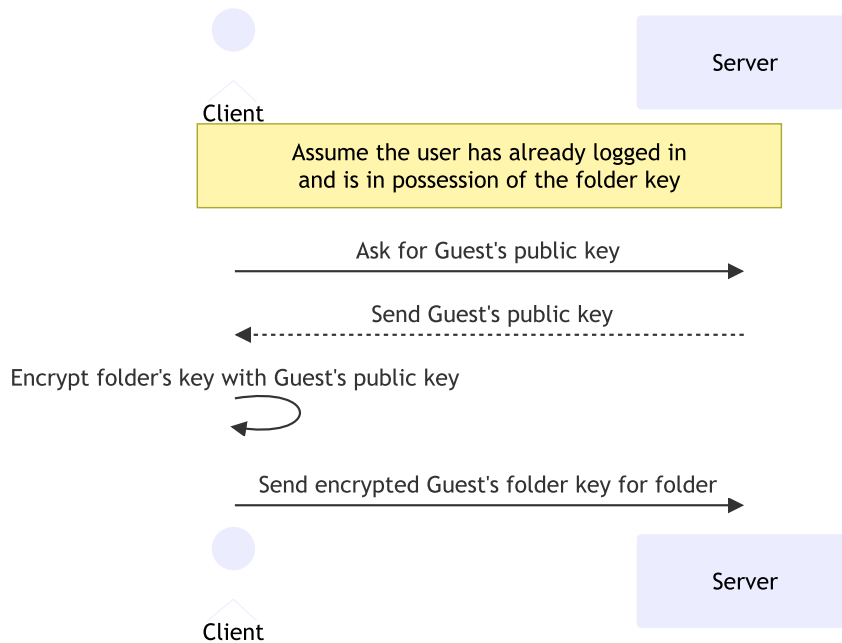 Server
Client
Assume the user has already logged in
and is in possession of the folder key
Ask for Guest's public key
Send Guest's public key
Encrypt folder's key with Guest's public key
Send encrypted Guest's folder key for folder
Server
Client